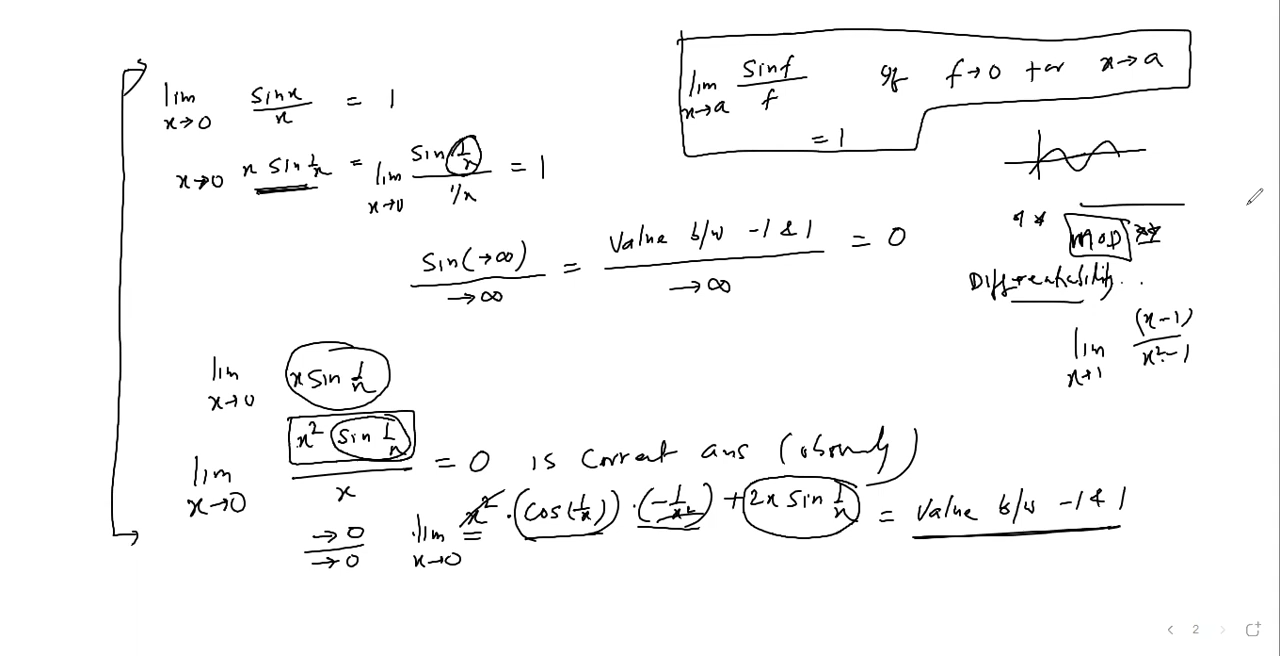 lim x→0 sinx/x = 1
lim x→a sinf/f = 1 if f→0 for x→a
x→0 x sin 1/x = lim x→0 sin(1/x)/(1/x) = 1
sin(→∞)/→∞ = Value b/w -1 & 1/→∞ = 0
MOD
Differentiability..
lim x→1 (x-1)/(x²-1)
lim x→0 x sin 1/x
lim x→0 (x² sin 1/x)/x = 0 is correct ans (obviously)
→0/→0 lim x→0 = x² · (cos(1/x)) · (-1/x²) + 2x sin 1/x = Value b/w -1 & 1
2